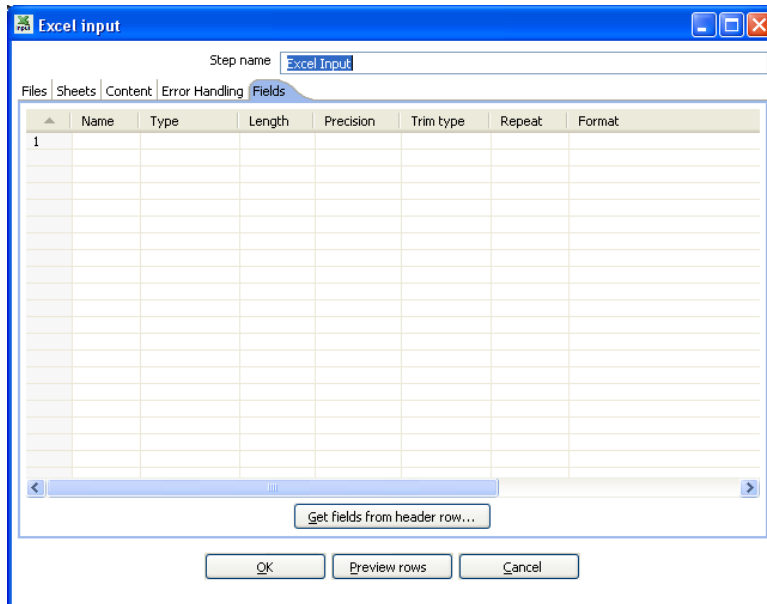 Excel input
Step name Excel Input
Files Sheets Content Error Handling Fields
Name Type Length Precision Trim type Repeat Format
1
Get fields from header row...
OK Preview rows Cancel